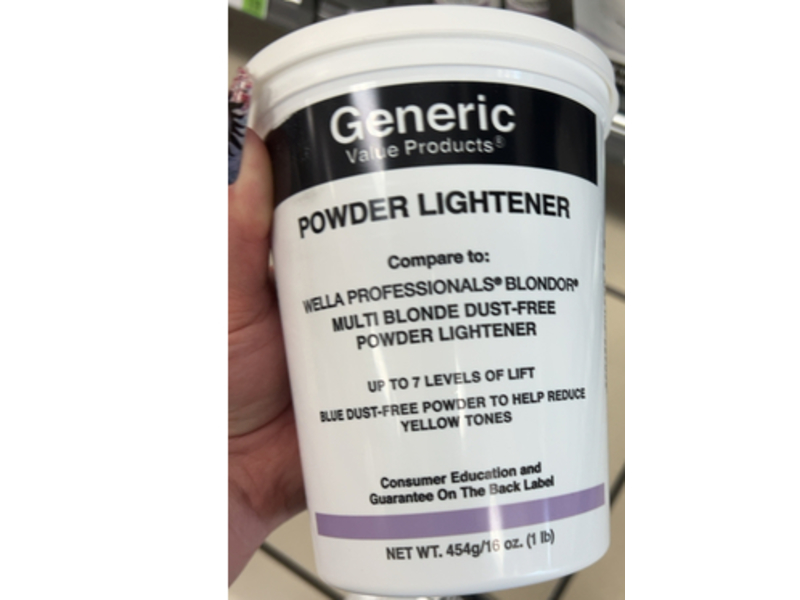 Generic
Value Products®
POWDER LIGHTENER
Compare to:
WELLA PROFESSIONALS® BLONDOR®
MULTI BLONDE DUST-FREE
POWDER LIGHTENER
UP TO 7 LEVELS OF LIFT
BLUE DUST-FREE POWDER TO HELP REDUCE
YELLOW TONES
Consumer Education and
Guarantee On The Back Label
NET WT. 454g/16 oz. (1 lb)